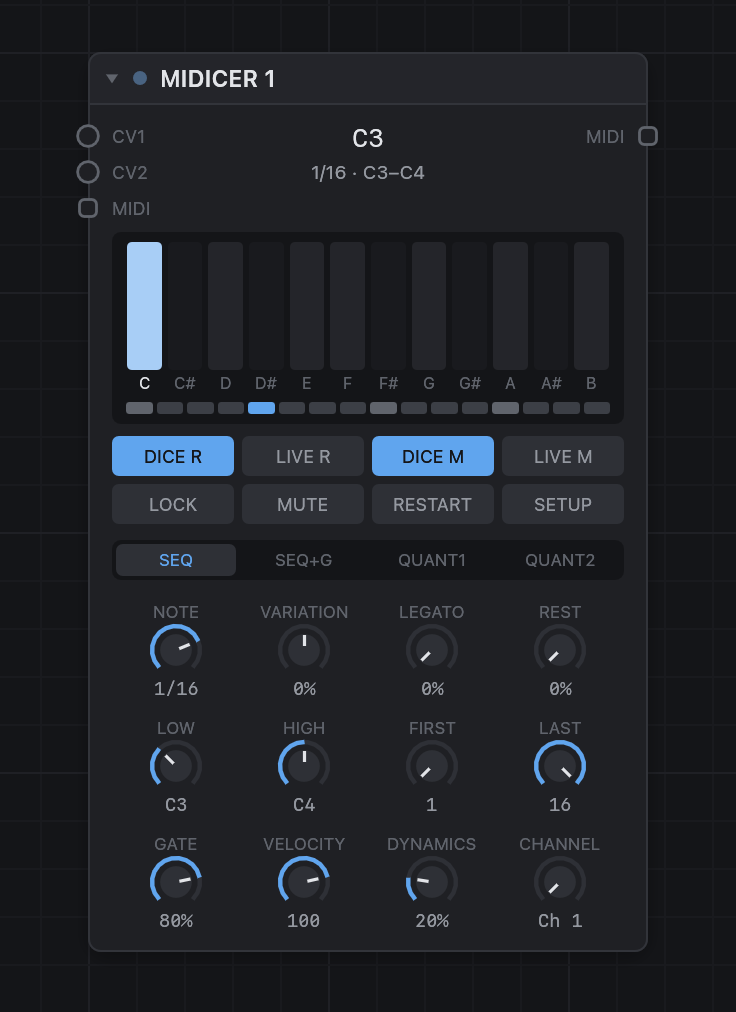 MIDICER 1
CV1 C3 MIDI
CV2 1/16 · C3–C4
MIDI
C C# D D# E F F# G G# A A# B
DICE R LIVE R DICE M LIVE M
LOCK MUTE RESTART SETUP
SEQ SEQ+G QUANT1 QUANT2
NOTE VARIATION LEGATO REST
1/16 0% 0% 0%
LOW HIGH FIRST LAST
C3 C4 1 16
GATE VELOCITY DYNAMICS CHANNEL
80% 100 20% Ch 1